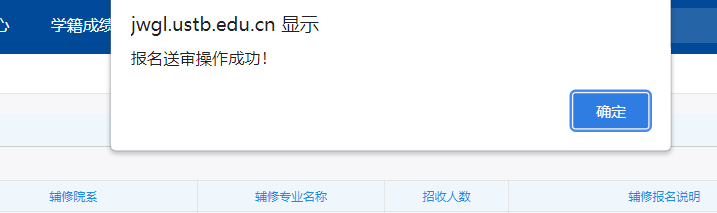 jwgl.ustb.edu.cn 显示
心 学籍成绩
报名送审操作成功！
确定
辅修院系 辅修专业名称 招收人数 辅修报名说明